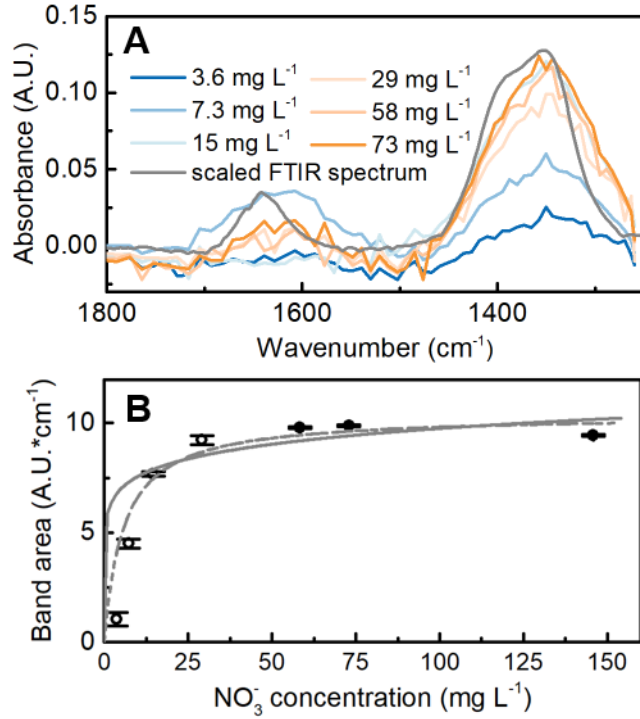 A
0.15
0.10
0.05
0.00
Absorbance (A.U.)
3.6 mg L⁻¹
7.3 mg L⁻¹
15 mg L⁻¹
29 mg L⁻¹
58 mg L⁻¹
73 mg L⁻¹
scaled FTIR spectrum
1800 1600 1400
Wavenumber (cm⁻¹)
B
10
5
0
Band area (A.U.*cm⁻¹)
0 25 50 75 100 125 150
NO₃⁻ concentration (mg L⁻¹)